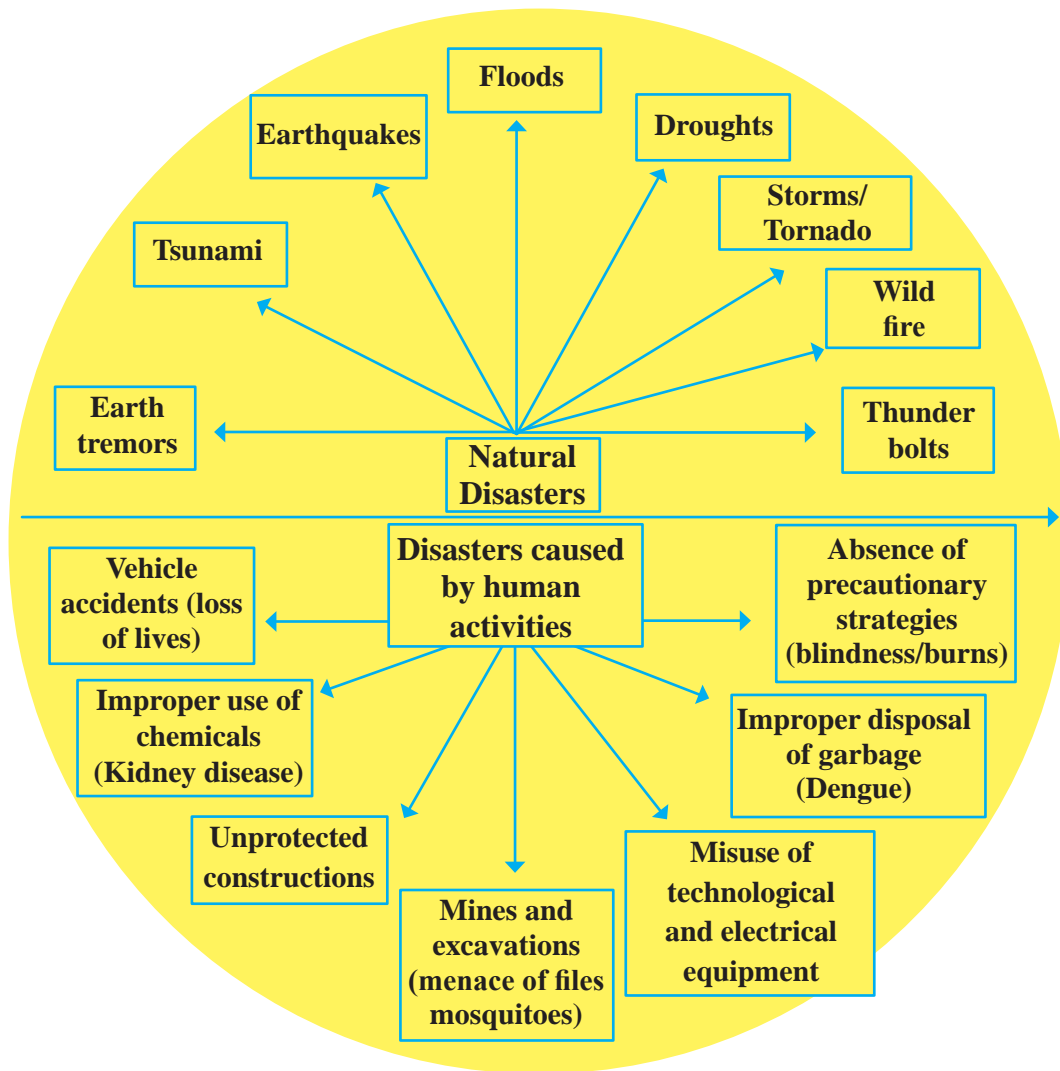 Floods
Earthquakes
Droughts
Storms/
Tornado
Tsunami
Wild
fire
Earth
tremors
Thunder
bolts
Natural
Disasters
Disasters caused
by human
activities
Vehicle
accidents (loss
of lives)
Absence of
precautionary
strategies
(blindness/burns)
Improper use of
chemicals
(Kidney disease)
Improper disposal
of garbage
(Dengue)
Unprotected
constructions
Mines and
excavations
(menace of files
mosquitoes)
Misuse of
technological
and electrical
equipment